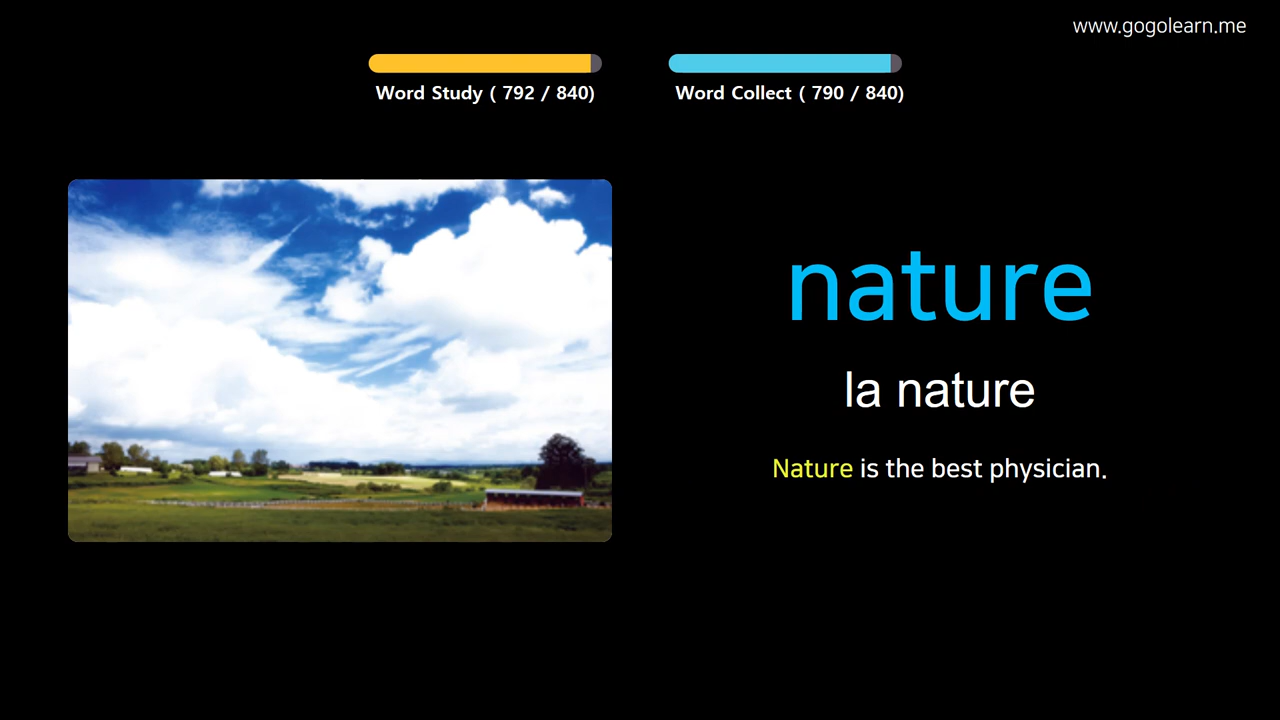 www.gogolearn.me
Word Study ( 792 / 840)
Word Collect ( 790 / 840)
nature
la nature
Nature is the best physician.